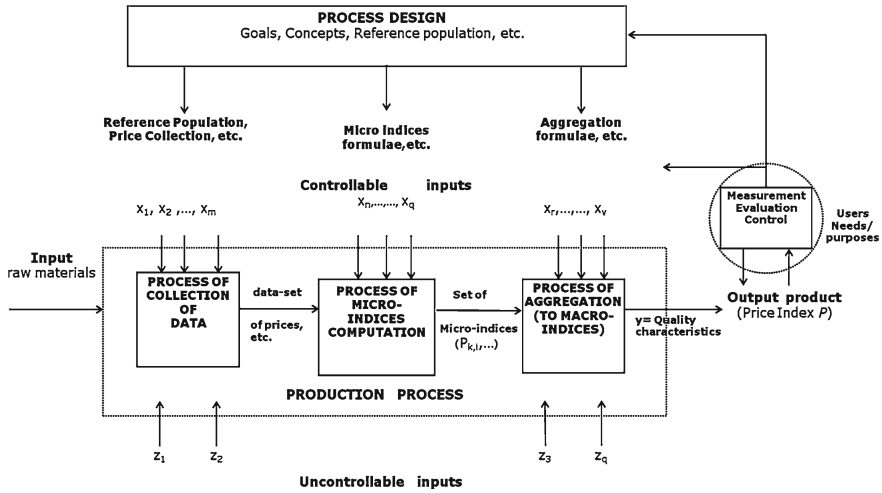 PROCESS DESIGN
Goals, Concepts, Reference population, etc.
Reference Population,
Price Collection, etc.
Micro indices
formulae,etc.
Aggregation
formulae, etc.
Controllable inputs
x1, x2 ,..., xm
xn,...,..., xq
xr,...,..., xv
Measurement
Evaluation
Control
Users
Needs/
purposes
Input
raw materials
PROCESS OF
COLLECTION
OF
DATA
data-set
of prices,
etc.
PROCESS OF
MICRO-
INDICES
COMPUTATION
Set of
Micro-indices
(Pk,i,...)
PROCESS OF
AGGREGATION
(TO MACRO-
INDICES)
y= Quality
characteristics
Output product
(Price Index P)
PRODUCTION PROCESS
z1
z2
z3
zq
Uncontrollable inputs